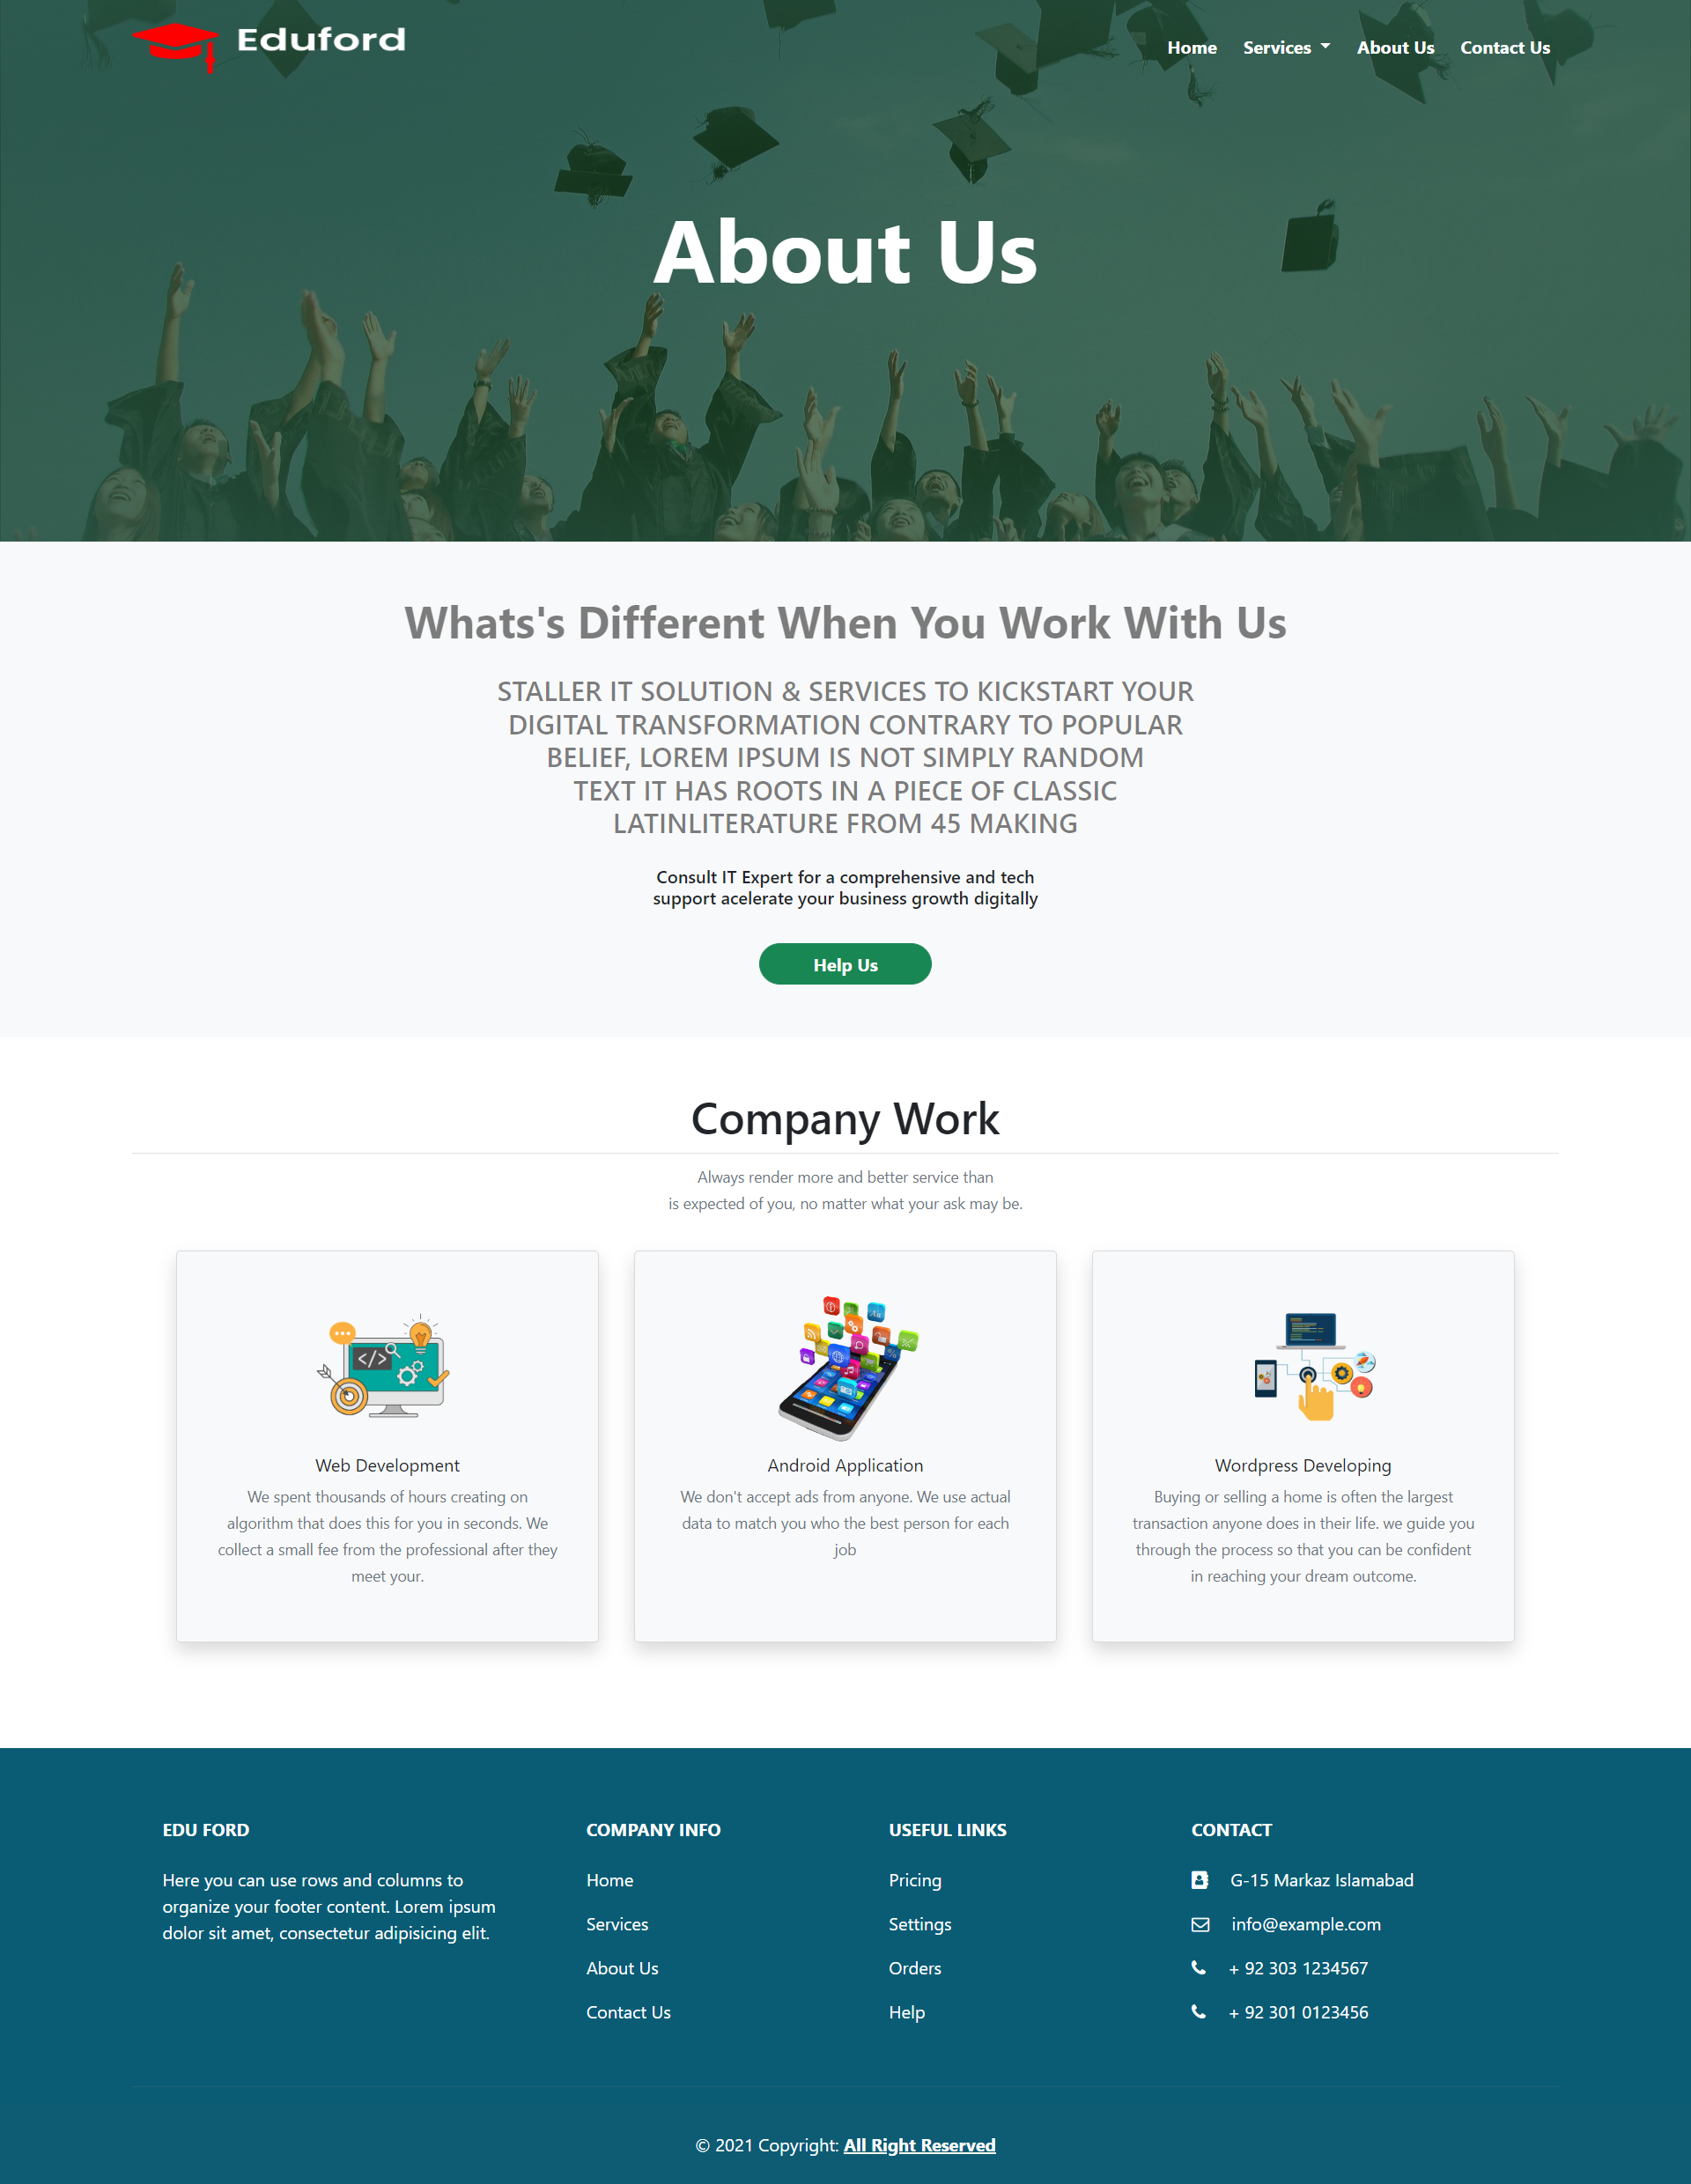 Eduford
Home Services About Us Contact Us
About Us
Whats's Different When You Work With Us
STALLER IT SOLUTION & SERVICES TO KICKSTART YOUR
DIGITAL TRANSFORMATION CONTRARY TO POPULAR
BELIEF, LOREM IPSUM IS NOT SIMPLY RANDOM
TEXT IT HAS ROOTS IN A PIECE OF CLASSIC
LATINLITERATURE FROM 45 MAKING
Consult IT Expert for a comprehensive and tech
support acelerate your business growth digitally
Help Us
Company Work
Always render more and better service than
is expected of you, no matter what your ask may be.
Web Development
We spent thousands of hours creating on
algorithm that does this for you in seconds. We
collect a small fee from the professional after they
meet your.
Android Application
We don't accept ads from anyone. We use actual
data to match you who the best person for each
job
Wordpress Developing
Buying or selling a home is often the largest
transaction anyone does in their life. we guide you
through the process so that you can be confident
in reaching your dream outcome.
EDU FORD
Here you can use rows and columns to
organize your footer content. Lorem ipsum
dolor sit amet, consectetur adipisicing elit.
COMPANY INFO
Home
Services
About Us
Contact Us
USEFUL LINKS
Pricing
Settings
Orders
Help
CONTACT
G-15 Markaz Islamabad
info@example.com
+ 92 303 1234567
+ 92 301 0123456
© 2021 Copyright: All Right Reserved